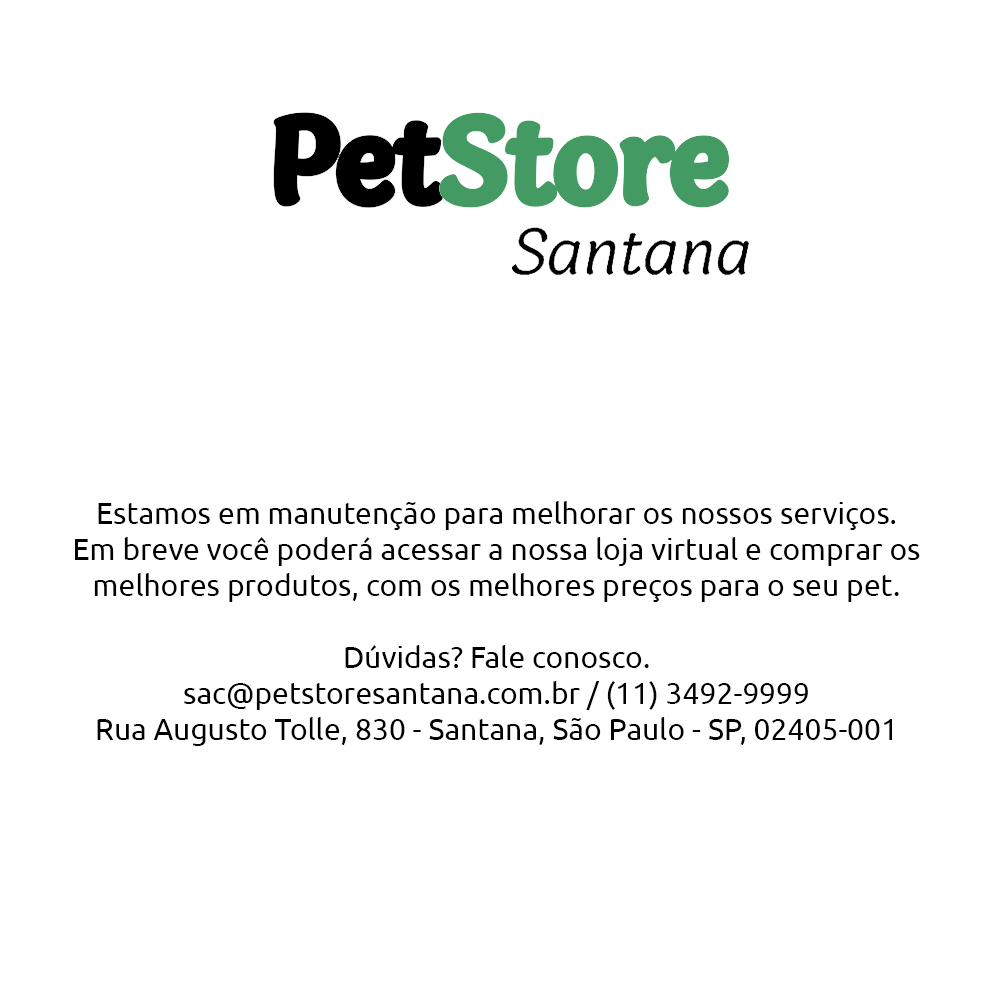 PetStore
Santana
Estamos em manutenção para melhorar os nossos serviços.
Em breve você poderá acessar a nossa loja virtual e comprar os
melhores produtos, com os melhores preços para o seu pet.
Dúvidas? Fale conosco.
sac@petstoresantana.com.br / (11) 3492-9999
Rua Augusto Tolle, 830 - Santana, São Paulo - SP, 02405-001